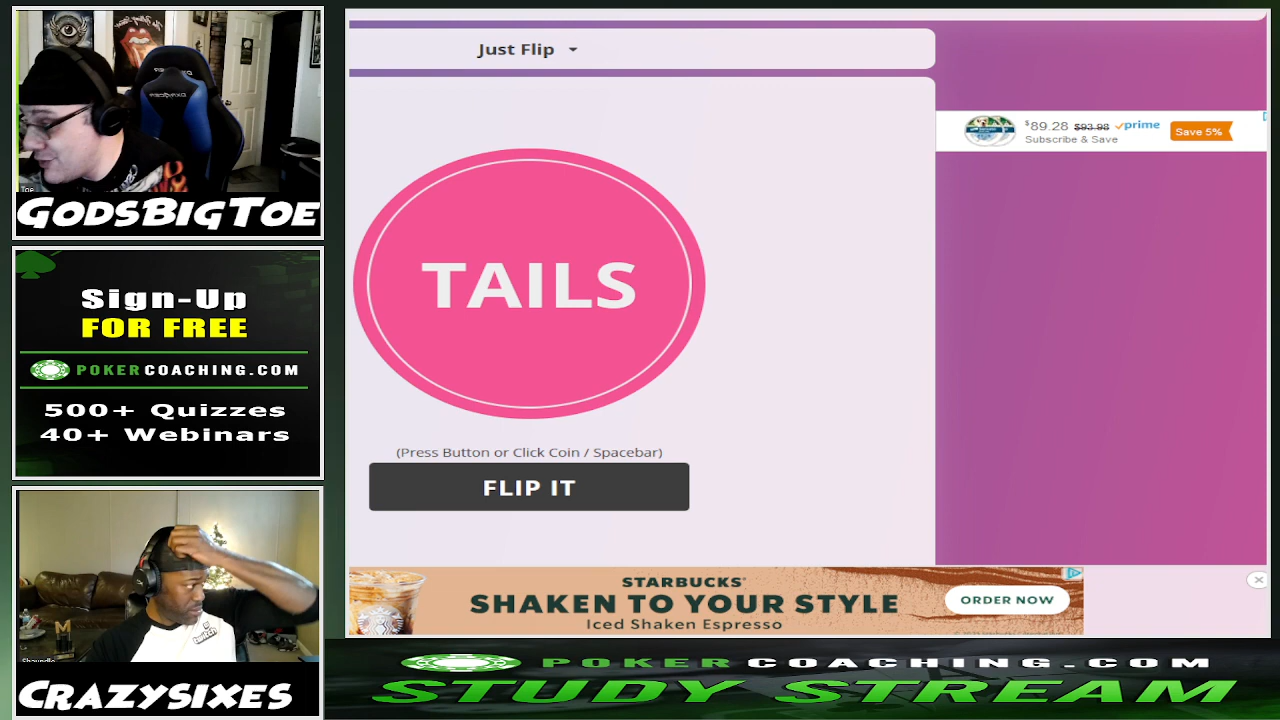 Toe
GODSBIGTOE
Sign-Up
FOR FREE
POKERCOACHING.COM
500+ Quizzes
40+ Webinars
Shaundle
CRAZYSIXES
Just Flip
TAILS
(Press Button or Click Coin / Spacebar)
FLIP IT
$89.28 $93.98 prime
Subscribe & Save
Save 5%
STARBUCKS®
SHAKEN TO YOUR STYLE
Iced Shaken Espresso
ORDER NOW
POKERCOACHING.COM
STUDY STREAM